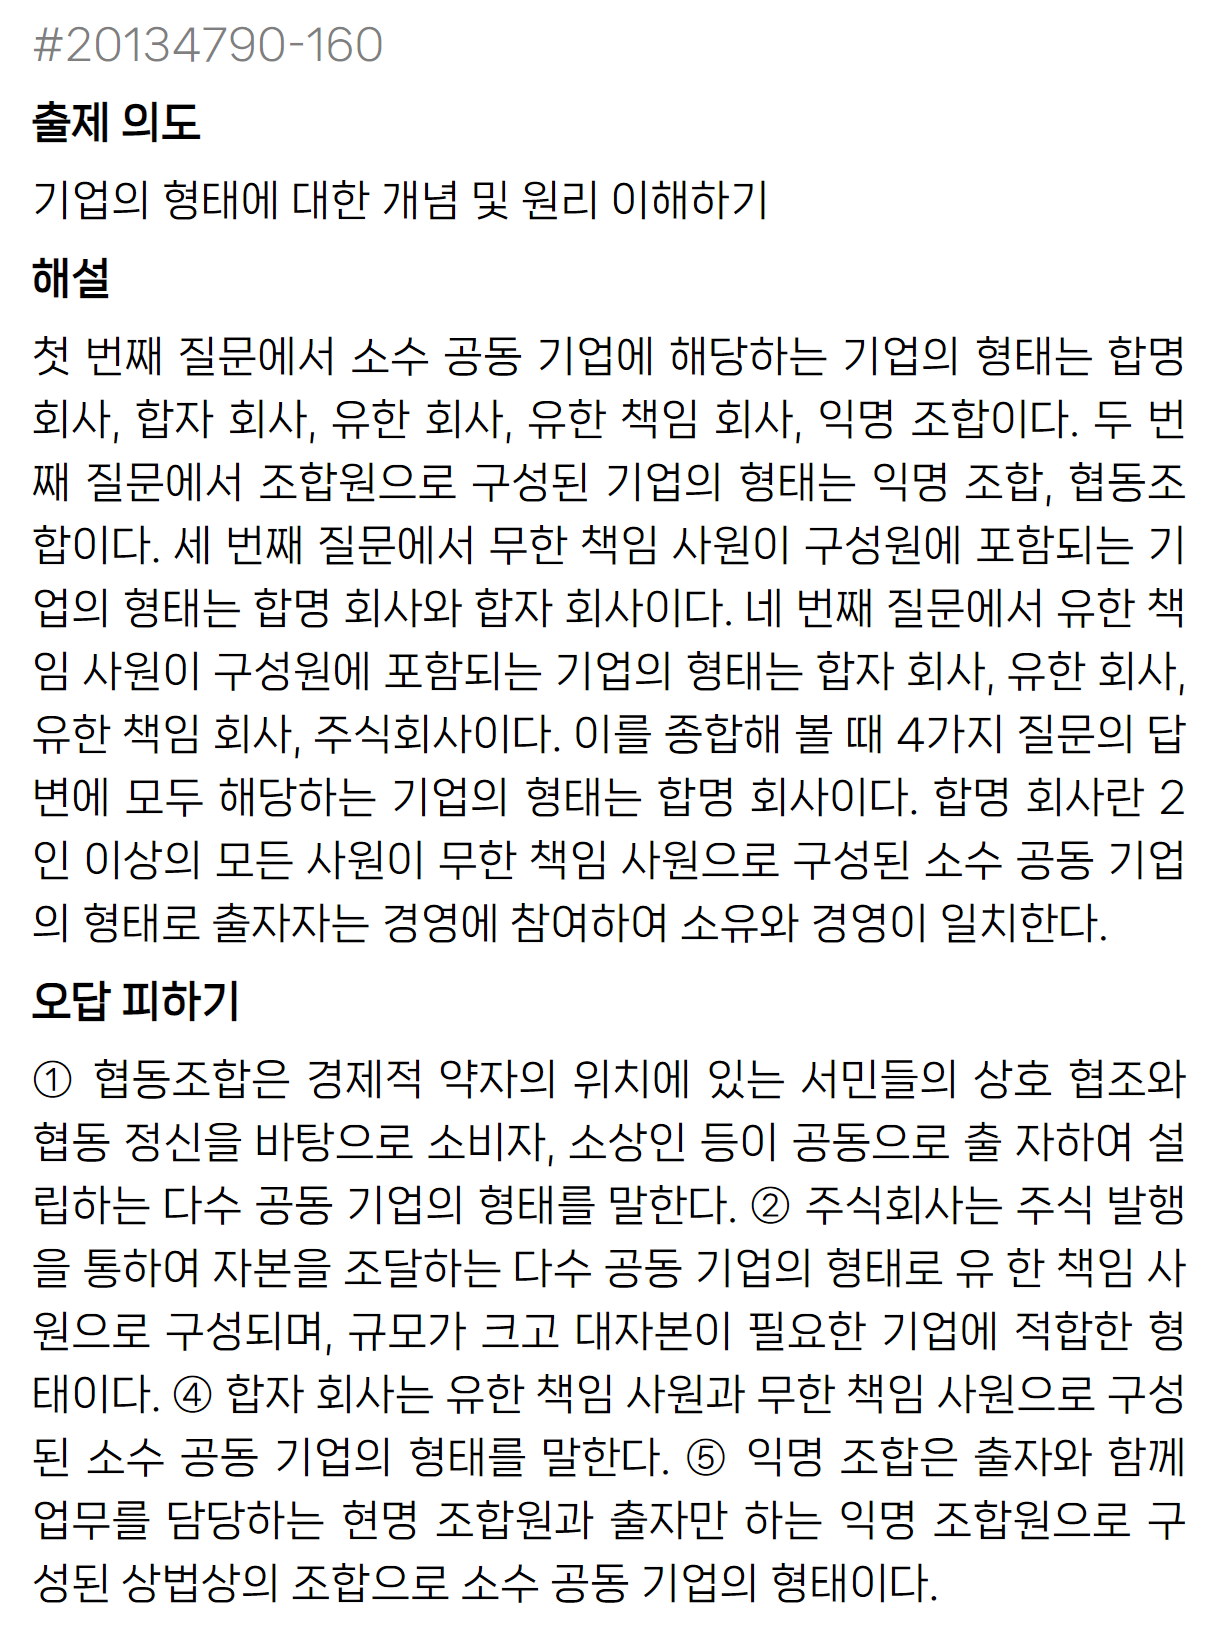 #20134790-160
출제 의도
기업의 형태에 대한 개념 및 원리 이해하기
해설
첫 번째 질문에서 소수 공동 기업에 해당하는 기업의 형태는 합명
회사, 합자 회사, 유한 회사, 유한 책임 회사, 익명 조합이다. 두 번
째 질문에서 조합원으로 구성된 기업의 형태는 익명 조합, 협동조
합이다. 세 번째 질문에서 무한 책임 사원이 구성원에 포함되는 기
업의 형태는 합명 회사와 합자 회사이다. 네 번째 질문에서 유한 책
임 사원이 구성원에 포함되는 기업의 형태는 합자 회사, 유한 회사,
유한 책임 회사, 주식회사이다. 이를 종합해 볼 때 4가지 질문의 답
변에 모두 해당하는 기업의 형태는 합명 회사이다. 합명 회사란 2
인 이상의 모든 사원이 무한 책임 사원으로 구성된 소수 공동 기업
의 형태로 출자자는 경영에 참여하여 소유와 경영이 일치한다.
오답 피하기
① 협동조합은 경제적 약자의 위치에 있는 서민들의 상호 협조와
협동 정신을 바탕으로 소비자, 소상인 등이 공동으로 출 자하여 설
립하는 다수 공동 기업의 형태를 말한다. ② 주식회사는 주식 발행
을 통하여 자본을 조달하는 다수 공동 기업의 형태로 유 한 책임 사
원으로 구성되며, 규모가 크고 대자본이 필요한 기업에 적합한 형
태이다. ④ 합자 회사는 유한 책임 사원과 무한 책임 사원으로 구성
된 소수 공동 기업의 형태를 말한다. ⑤ 익명 조합은 출자와 함께
업무를 담당하는 현명 조합원과 출자만 하는 익명 조합원으로 구
성된 상법상의 조합으로 소수 공동 기업의 형태이다.